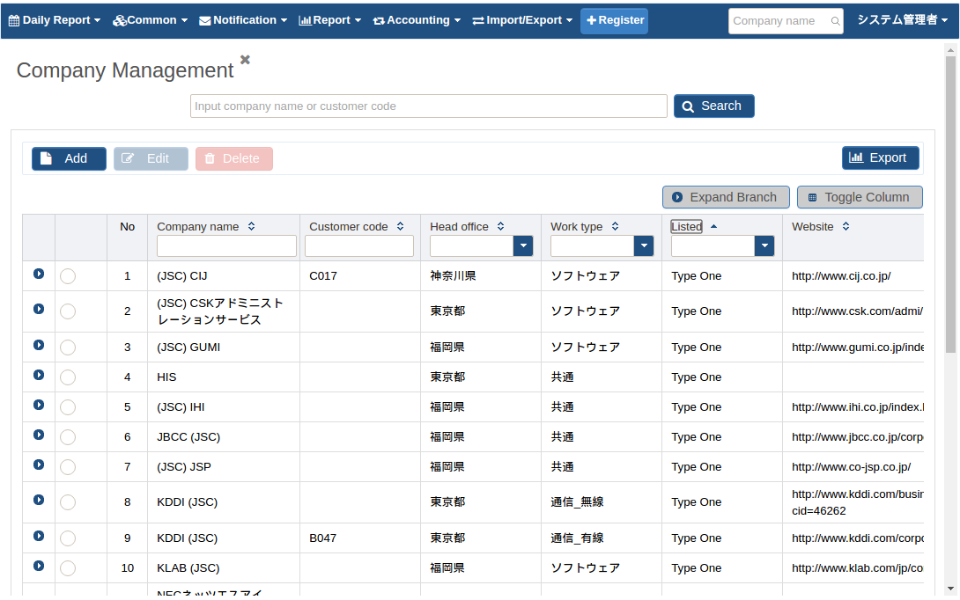 Daily Report Common Notification Report Accounting Import/Export Register Company name システム管理者
Company Management
Input company name or customer code Search
Add Edit Delete Export
Expand Branch Toggle Column
No Company name Customer code Head office Work type Listed Website
1 (JSC) CIJ C017 神奈川県 ソフトウェア Type One http://www.cij.co.jp/
2 (JSC) CSKアドミニスト 東京都 ソフトウェア Type One http://www.csk.com/admi/
レーションサービス
3 (JSC) GUMI 福岡県 ソフトウェア Type One http://www.gumi.co.jp/inde
4 HIS 東京都 共通 Type One
5 (JSC) IHI 福岡県 共通 Type One http://www.ihi.co.jp/index.
6 JBCC (JSC) 福岡県 共通 Type One http://www.jbcc.co.jp/corp
7 (JSC) JSP 福岡県 共通 Type One http://www.co-jsp.co.jp/
8 KDDI (JSC) 東京都 通信_無線 Type One http://www.kddi.com/busin
cid=46262
9 KDDI (JSC) B047 東京都 通信_有線 Type One http://www.kddi.com/corpo
10 KLAB (JSC) 福岡県 ソフトウェア Type One http://www.klab.com/jp/co
NECネッツエスアイ